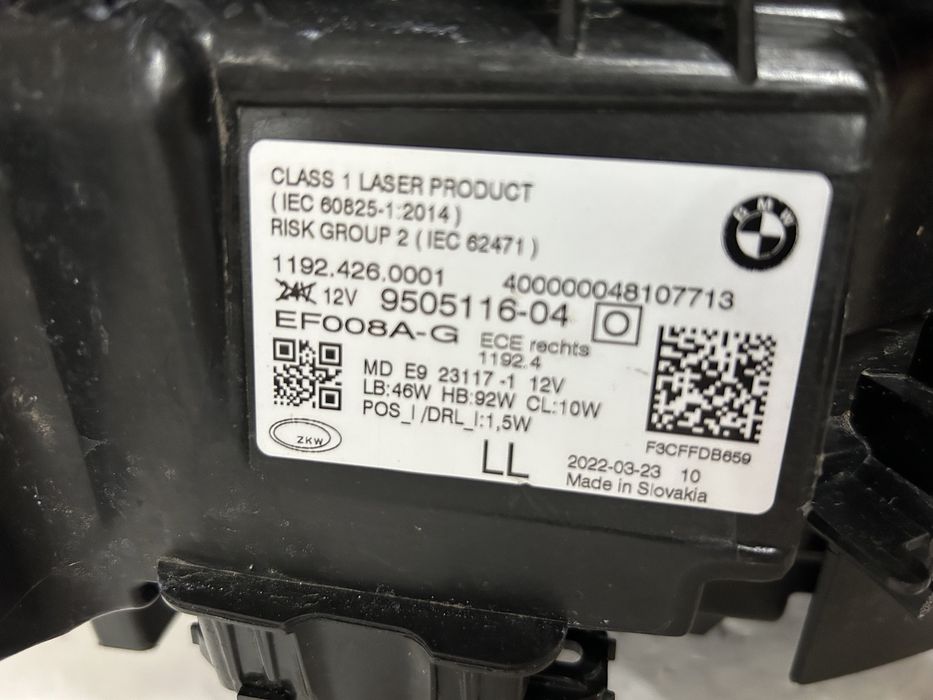 CLASS 1 LASER PRODUCT
( IEC 60825-1:2014 )
RISK GROUP 2 ( IEC 62471 )
BMW
1192.426.0001 400000048107713
24V 12V 9505116-04
EF008A-G ECE rechts
1192.4
MD E9 23117 -1 12V
LB:46W HB:92W CL:10W
POS_I /DRL_I:1,5W
ZKW
LL
F3CFFDB659
2022-03-23 10
Made in Slovakia